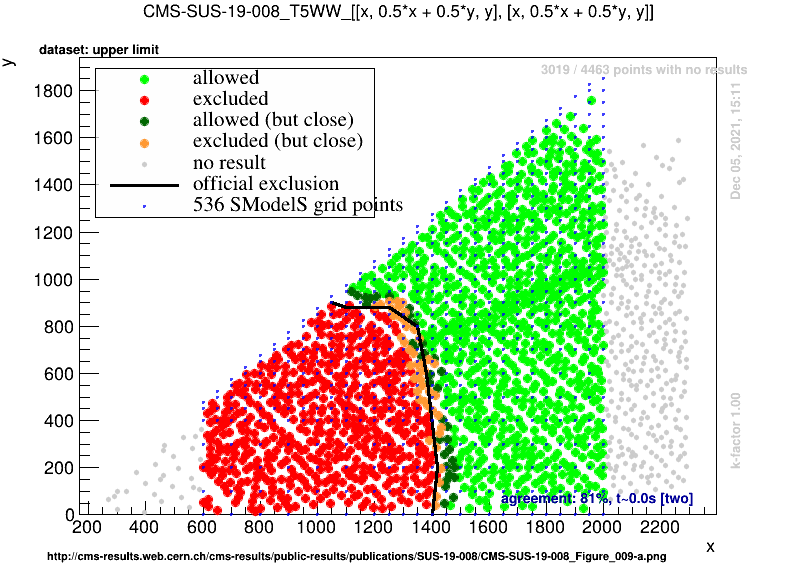 CMS-SUS-19-008_T5WW_[[x, 0.5*x + 0.5*y, y], [x, 0.5*x + 0.5*y, y]]
dataset: upper limit
y
3019 / 4463 points with no results
allowed
excluded
allowed (but close)
excluded (but close)
no result
official exclusion
536 SModelS grid points
Dec 05, 2021, 15:11
k-factor 1.00
1800
1600
1400
1200
1000
800
600
400
200
0
agreement: 81%, t~0.0s [two]
200 400 600 800 1000 1200 1400 1600 1800 2000 2200
x
http://cms-results.web.cern.ch/cms-results/public-results/publications/SUS-19-008/CMS-SUS-19-008_Figure_009-a.png